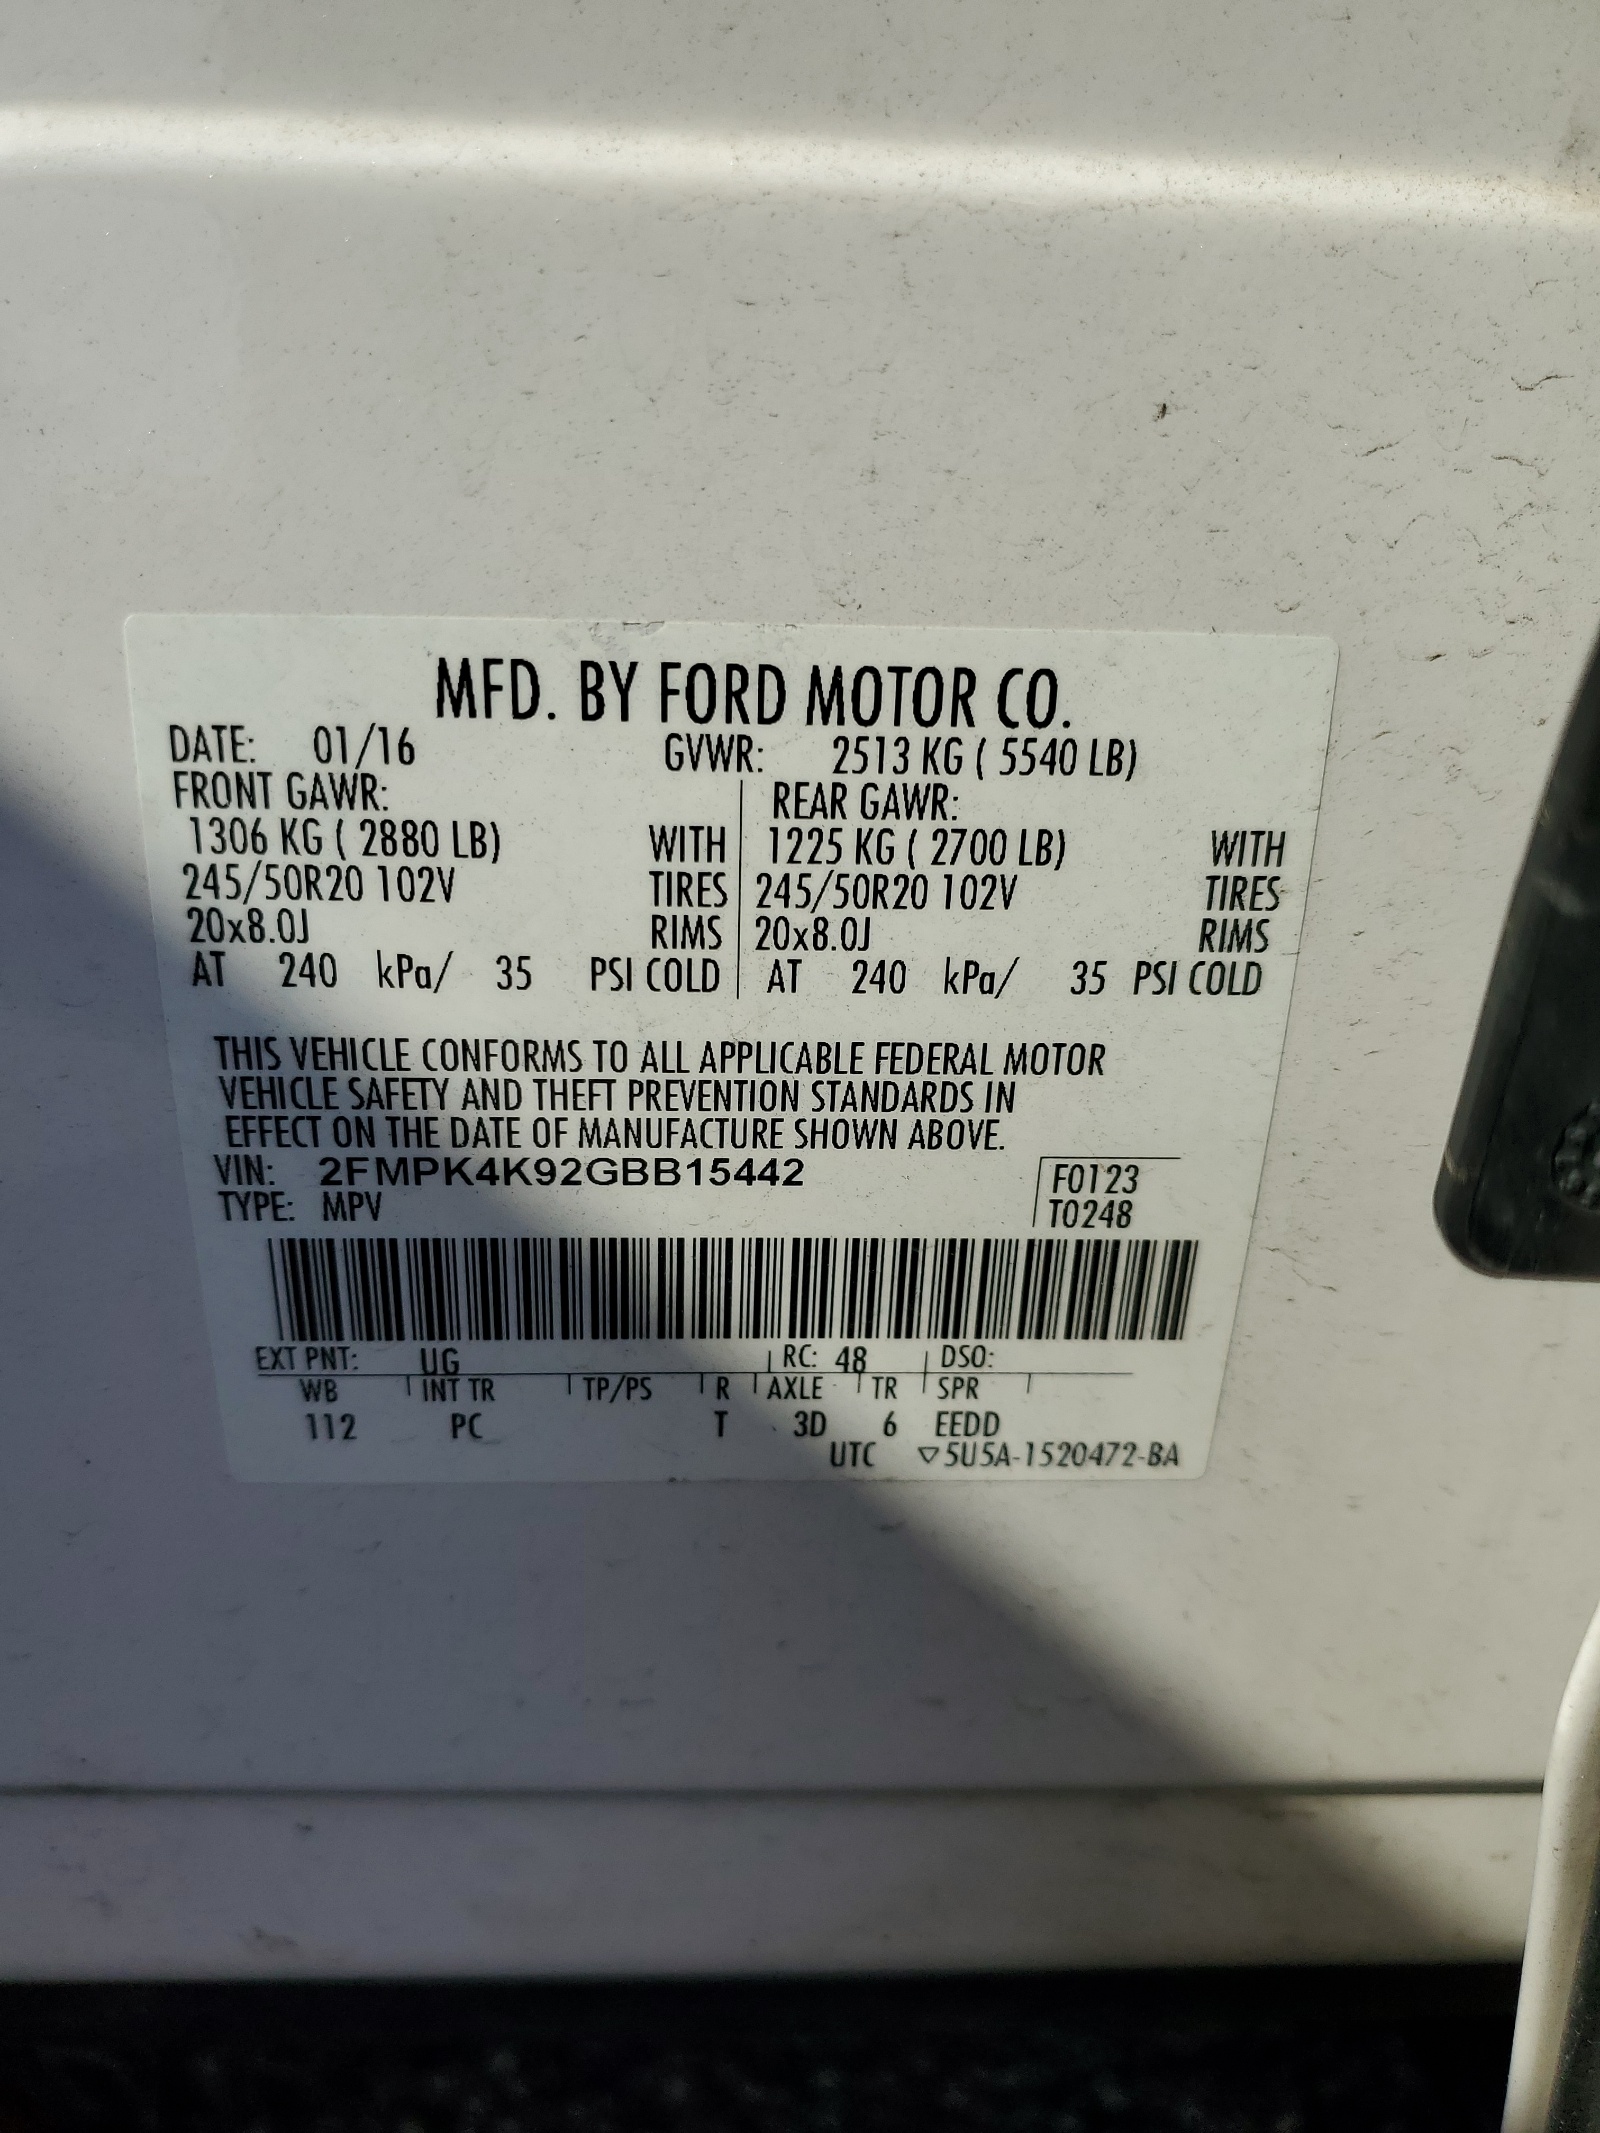 MFD. BY FORD MOTOR CO.
DATE: 01/16 GVWR: 2513 KG ( 5540 LB)
FRONT GAWR: REAR GAWR:
1306 KG ( 2880 LB) WITH 1225 KG ( 2700 LB) WITH
245/50R20 102V TIRES 245/50R20 102V TIRES
20x8.0J RIMS 20x8.0J RIMS
AT 240 kPa/ 35 PSI COLD AT 240 kPa/ 35 PSI COLD
THIS VEHICLE CONFORMS TO ALL APPLICABLE FEDERAL MOTOR
VEHICLE SAFETY AND THEFT PREVENTION STANDARDS IN
EFFECT ON THE DATE OF MANUFACTURE SHOWN ABOVE.
VIN: 2FMPK4K92GBB15442 F0123
TYPE: MPV T0248
EXT PNT: UG RC: 48 DSO:
WB INT TR TP/PS R AXLE TR SPR
112 PC T 3D 6 EEDD
UTC ▽5U5A-1520472-BA